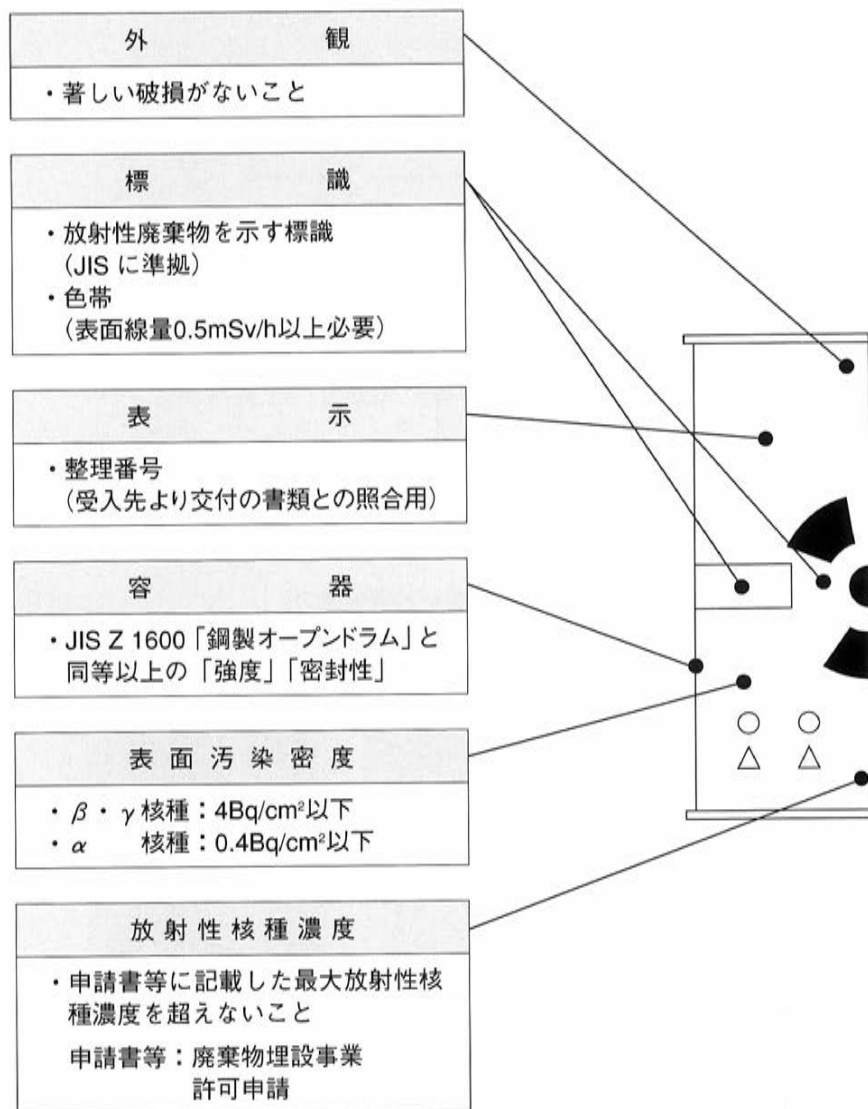 外観
・著しい破損がないこと
標識
・放射性廃棄物を示す標識
(JIS に準拠)
・色帯
(表面線量0.5mSv/h以上必要)
表示
・整理番号
(受入先より交付の書類との照合用)
容器
・JIS Z 1600「鋼製オープンドラム」と
同等以上の「強度」「密封性」
表面汚染密度
・β・γ核種：4Bq/cm²以下
・α　核種：0.4Bq/cm²以下
放射性核種濃度
・申請書等に記載した最大放射性核
種濃度を超えないこと
申請書等：廃棄物埋設事業
許可申請